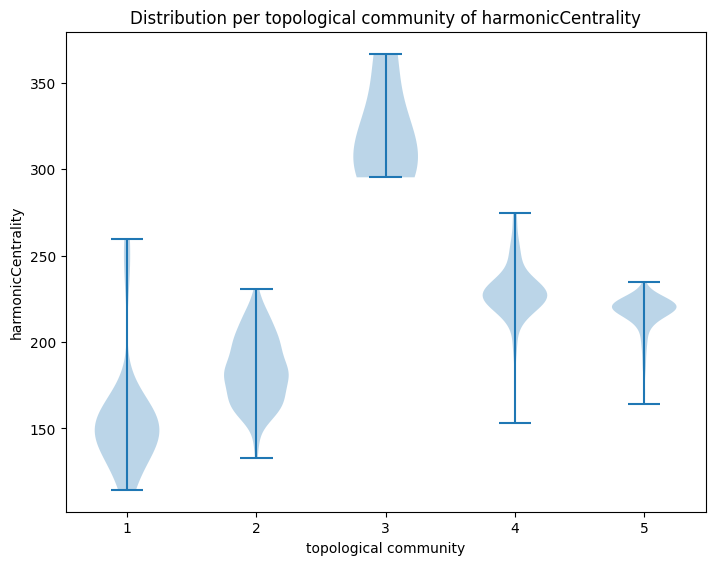 Distribution per topological community of harmonicCentrality
harmonicCentrality
350
300
250
200
150
1 2 3 4 5
topological community